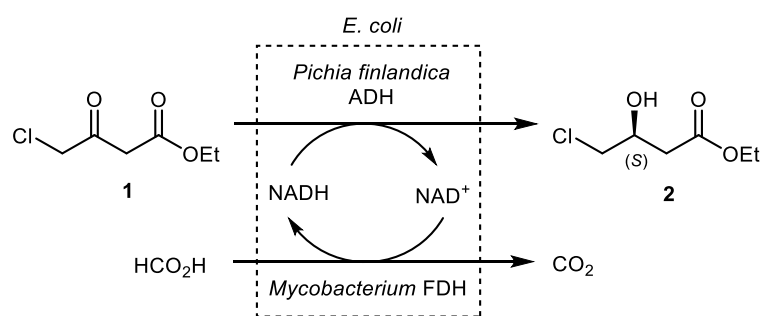 E. coli
Pichia finlandica
ADH
O
O
Cl
OEt
1
OH
O
Cl
OEt
(S)
2
NADH
NAD⁺
HCO₂H
CO₂
Mycobacterium FDH